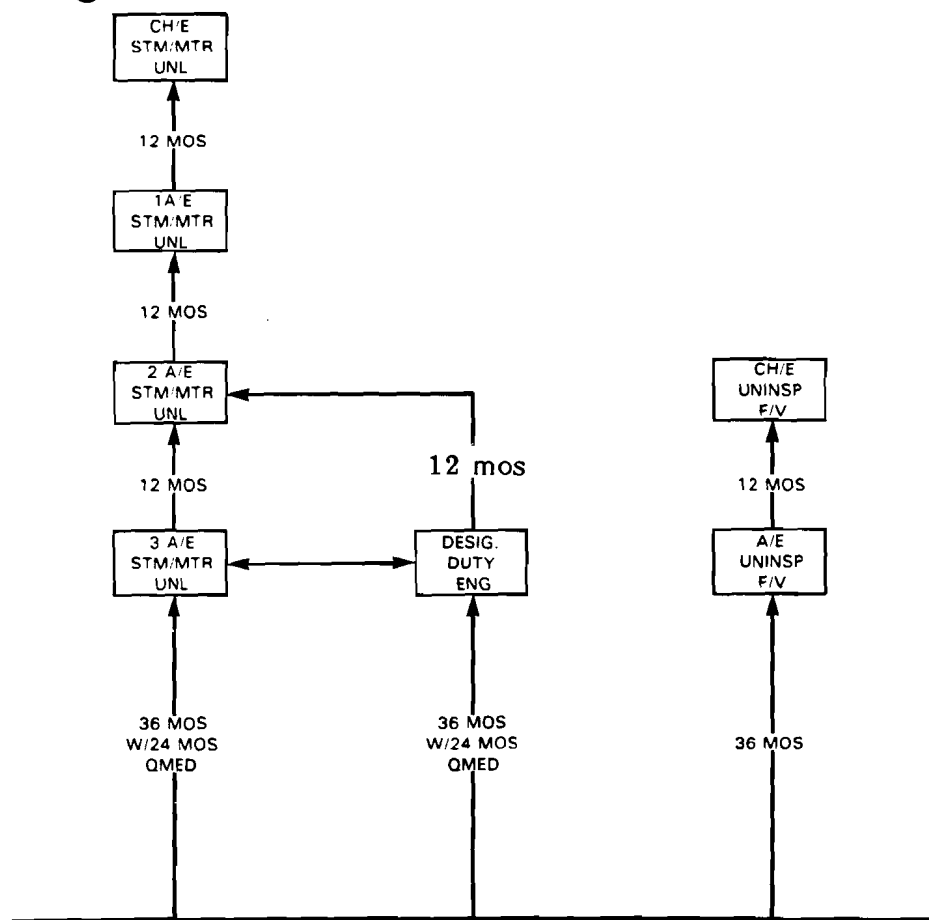 CH/E
STM/MTR
UNL
12 MOS
1A/E
STM/MTR
UNL
12 MOS
2 A/E
STM/MTR
UNL
CH/E
UNINSP
F/V
12 mos
12 MOS
12 MOS
3 A/E
STM/MTR
UNL
DESIG.
DUTY
ENG
A/E
UNINSP
F/V
36 MOS
W/24 MOS
QMED
36 MOS
W/24 MOS
QMED
36 MOS